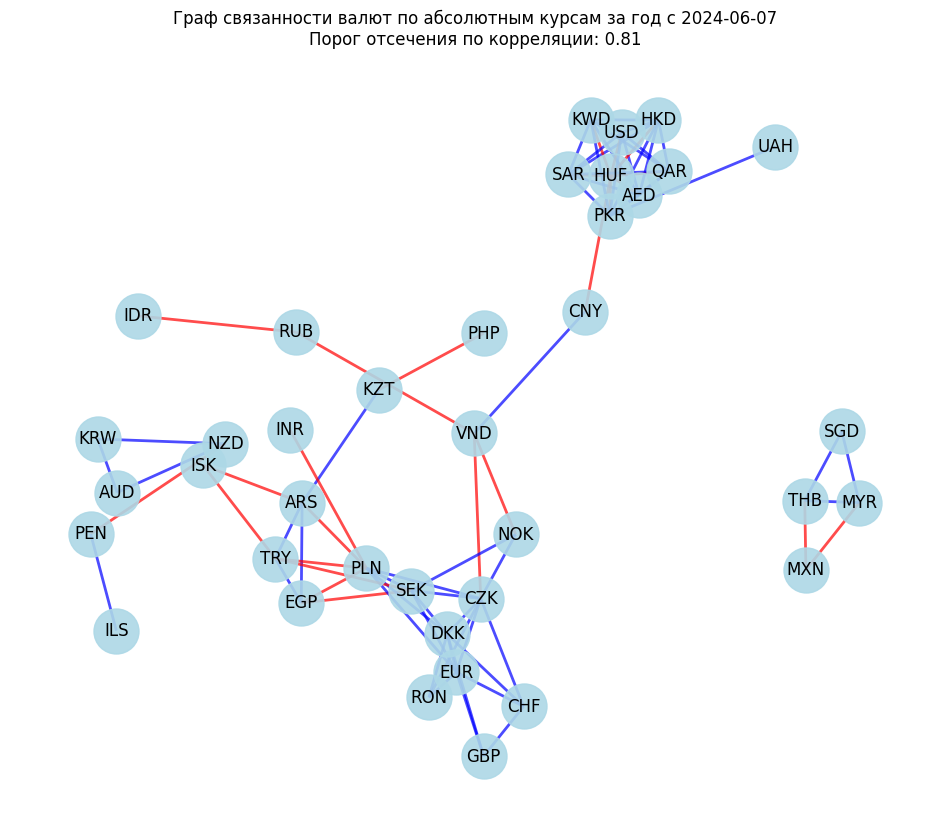 Граф связанности валют по абсолютным курсам за год с 2024-06-07
Порог отсечения по корреляции: 0.81
KWD
HKD
USD
UAH
SAR
HUF
QAR
AED
PKR
CNY
IDR
RUB
PHP
KZT
INR
VND
SGD
KRW
NZD
ISK
AUD
ARS
THB
MYR
PEN
NOK
TRY
PLN
MXN
SEK
CZK
EGP
ILS
DKK
EUR
RON
CHF
GBP